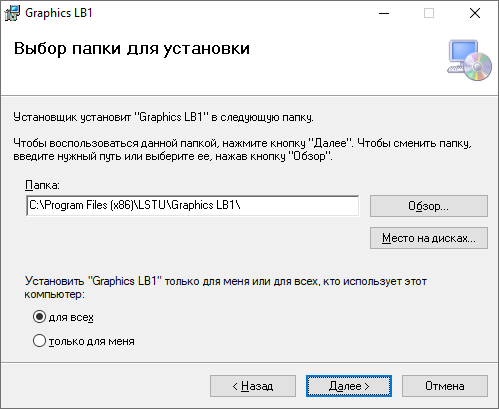 Graphics LB1
Выбор папки для установки
Установщик установит "Graphics LB1" в следующую папку.
Чтобы воспользоваться данной папкой, нажмите кнопку "Далее". Чтобы сменить папку,
введите нужный путь или выберите ее, нажав кнопку "Обзор".
Папка:
C:\Program Files (x86)\LSTU\Graphics LB1\
Обзор...
Место на дисках...
Установить "Graphics LB1" только для меня или для всех, кто использует этот
компьютер:
для всех
только для меня
< Назад
Далее >
Отмена